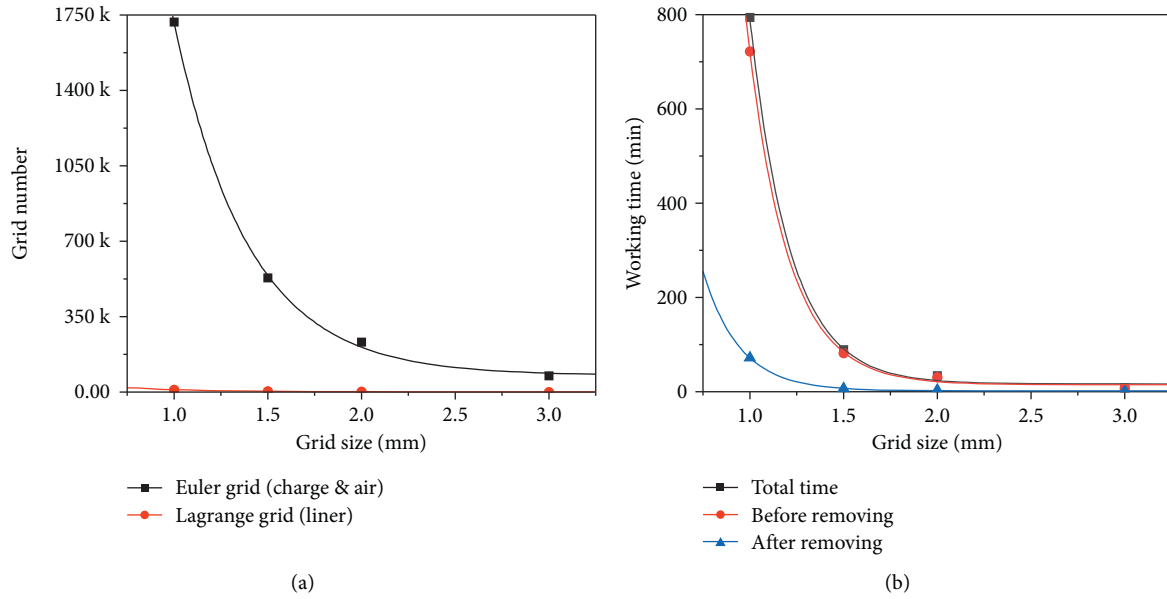 1750 k
1400 k
1050 k
700 k
350 k
0.00
Grid number
1.0
1.5
2.0
2.5
3.0
Grid size (mm)
Euler grid (charge & air)
Lagrange grid (liner)
(a)
800
600
400
200
0
Working time (min)
1.0
1.5
2.0
2.5
3.0
Grid size (mm)
Total time
Before removing
After removing
(b)